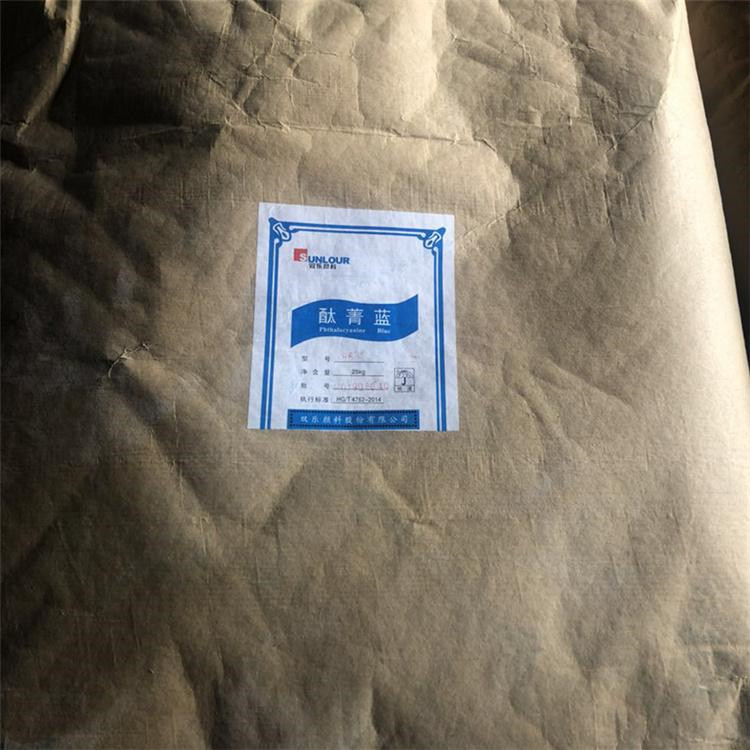 SUNLOUR
双乐颜料
酞菁蓝
Phthalocyanine Blue
型 号
净含量 25kg
批 号
执行标准 HG/T 4762-2014
双乐颜料股份有限公司